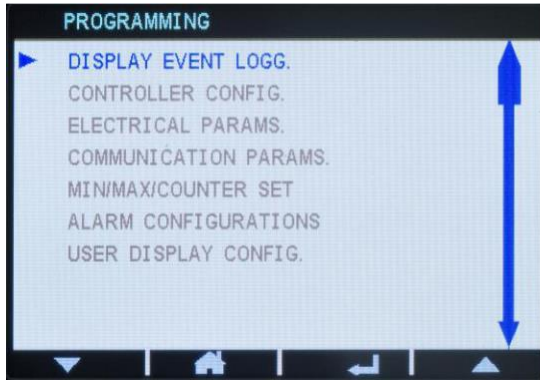 PROGRAMMING
DISPLAY EVENT LOGG.
CONTROLLER CONFIG.
ELECTRICAL PARAMS.
COMMUNICATION PARAMS.
MIN/MAX/COUNTER SET
ALARM CONFIGURATIONS
USER DISPLAY CONFIG.